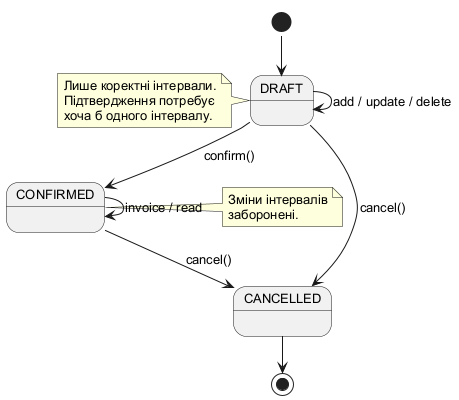 Лише коректні інтервали.
Підтвердження потребує
хоча б одного інтервалу.
DRAFT
add / update / delete
confirm()
CONFIRMED
invoice / read
Зміни інтервалів
заборонені.
cancel()
cancel()
CANCELLED